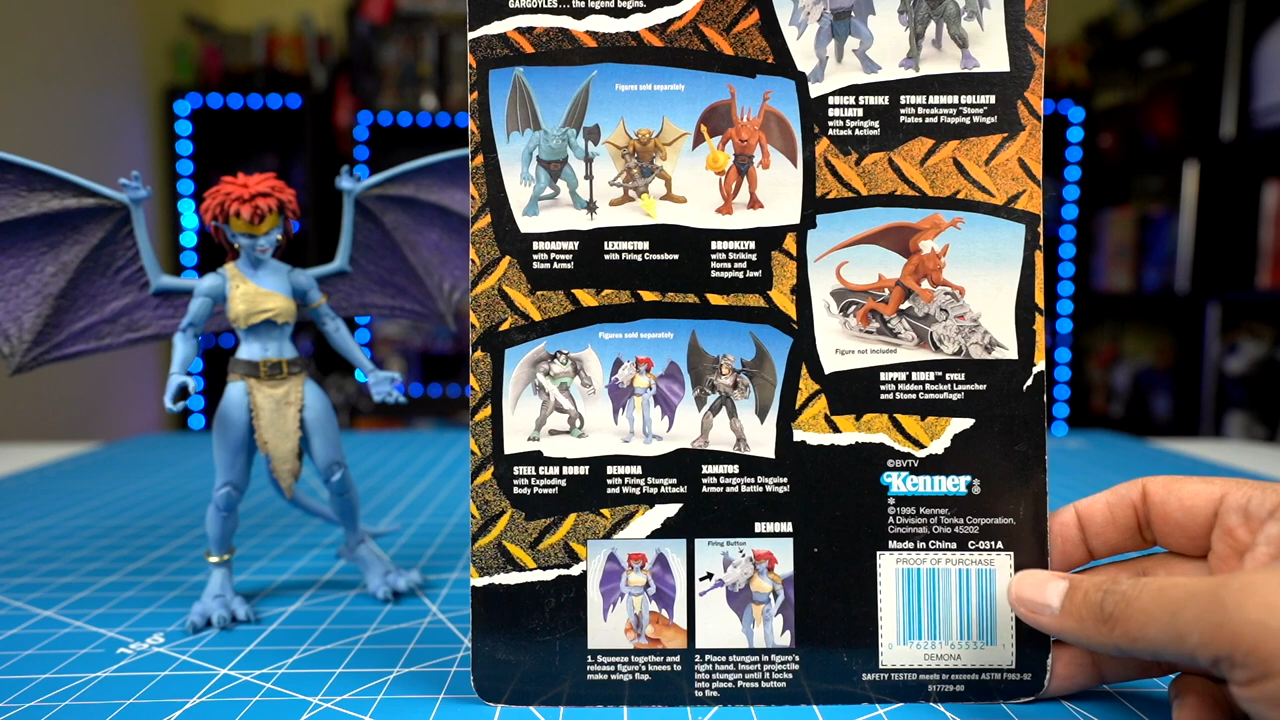 GARGOYLES... the legend begins.
QUICK STRIKE
GOLIATH
with Springing
Attack Action!
STONE ARMOR GOLIATH
with Breakaway "Stone"
Plates and Flapping Wings!
Figures sold separately
BROADWAY
with Power
Slam Arms!
LEXINGTON
with Firing Crossbow
BROOKLYN
with Striking
Horns and
Snapping Jaw!
Figure not included
RIPPIN' RIDER™ CYCLE
with Hidden Rocket Launcher
and Stone Camouflage!
Figures sold separately
STEEL CLAN ROBOT
with Exploding
Body Power!
DEMONA
with Firing Stungun
and Wing Flap Attack!
XANATOS
with Gargoyles Disguise
Armor and Battle Wings!
©BVTV
Kenner®
®
©1995 Kenner,
A Division of Tonka Corporation,
Cincinnati, Ohio 45202
Made in China C-031A
DEMONA
Firing Button
1. Squeeze together and
release figure's knees to
make wings flap.
2. Place stungun in figure's
right hand. Insert projectile
into stungun until it locks
into place. Press button
to fire.
PROOF OF PURCHASE
0 76281 65532 1
DEMONA
SAFETY TESTED meets or exceeds ASTM F963-92
517729-00
150°